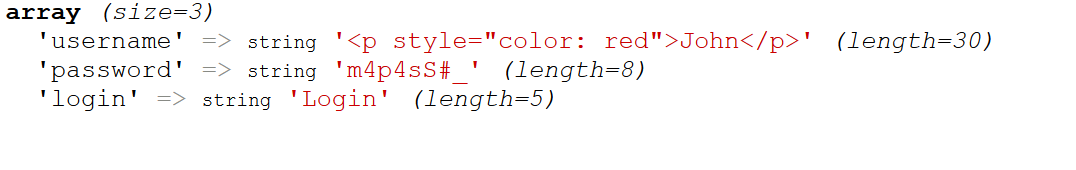 array (size=3)
'username' => string '<p style="color: red">John</p>' (length=30)
'password' => string 'm4p4sS#_' (length=8)
'login' => string 'Login' (length=5)